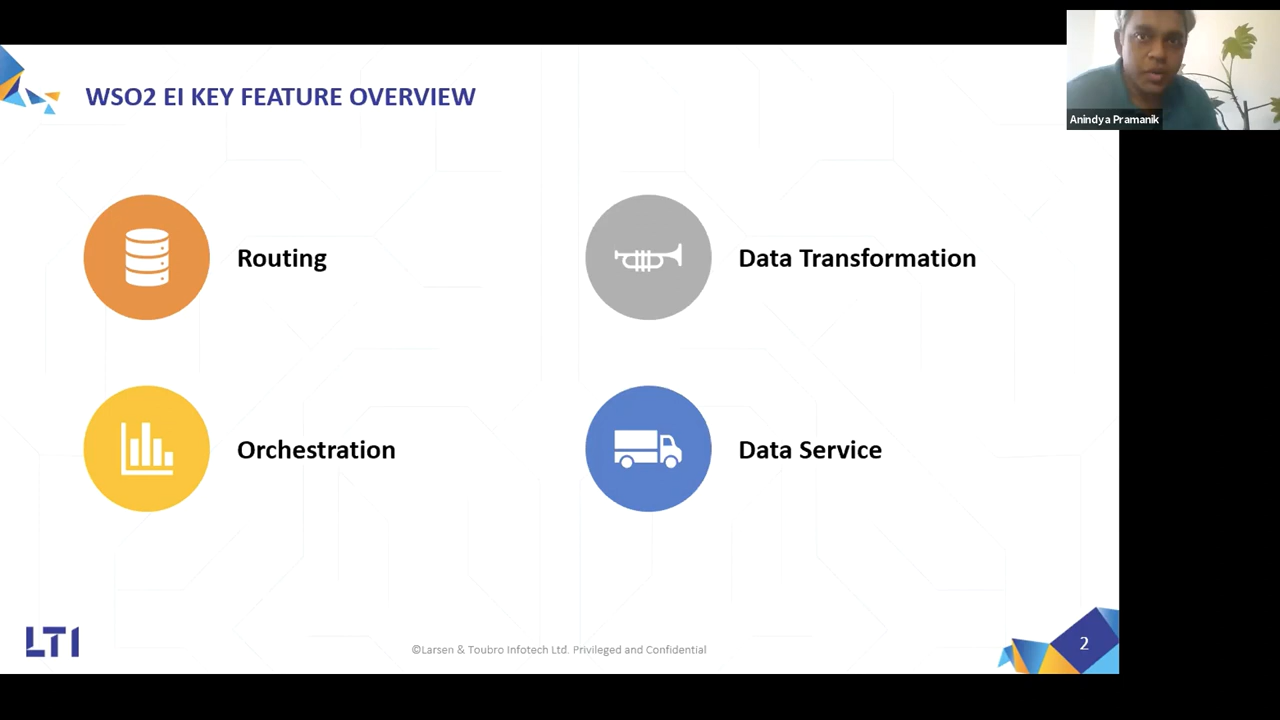 WSO2 EI KEY FEATURE OVERVIEW
Anindya Pramanik
Routing
Data Transformation
Orchestration
Data Service
LTI
©Larsen & Toubro Infotech Ltd. Privileged and Confidential
2